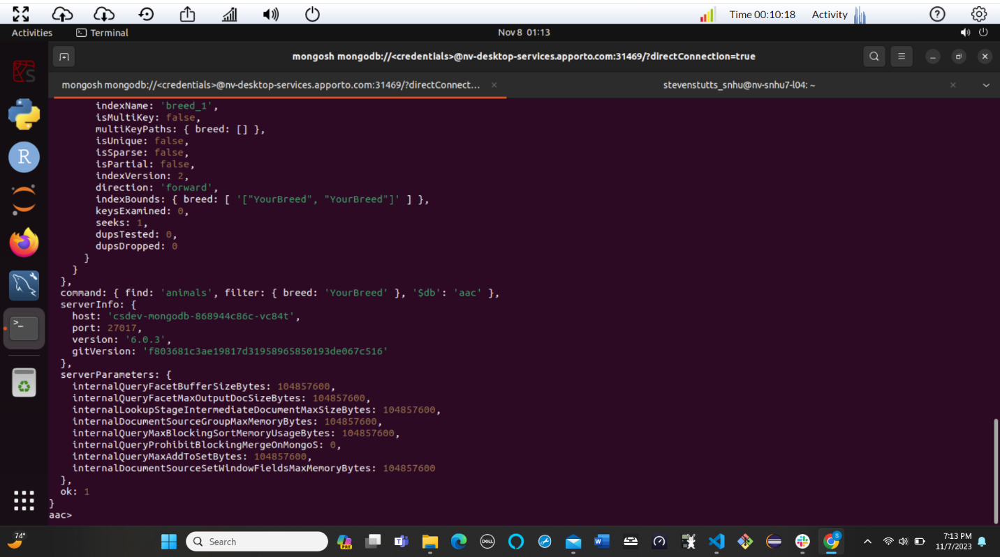 Time 00:10:18 Activity
Activities Terminal Nov 8 01:13
mongosh mongodb://<credentials>@nv-desktop-services.apporto.com:31469/?directConnection=true
mongosh mongodb://<credentials>@nv-desktop-services.apporto.com:31469/?directConnect... stevenstutts_snhu@nv-snhu7-l04: ~
indexName: 'breed_1',
isMultiKey: false,
multiKeyPaths: { breed: [] },
isUnique: false,
isSparse: false,
isPartial: false,
indexVersion: 2,
direction: 'forward',
indexBounds: { breed: [ '["YourBreed", "YourBreed"]' ] },
keysExamined: 0,
seeks: 1,
dupsTested: 0,
dupsDropped: 0
}
}
},
command: { find: 'animals', filter: { breed: 'YourBreed' }, '$db': 'aac' },
serverInfo: {
host: 'csdev-mongodb-868944c86c-vc84t',
port: 27017,
version: '6.0.3',
gitVersion: 'f803681c3ae19817d31958965850193de067c516'
},
serverParameters: {
internalQueryFacetBufferSizeBytes: 104857600,
internalQueryFacetMaxOutputDocSizeBytes: 104857600,
internalLookupStageIntermediateDocumentMaxSizeBytes: 104857600,
internalDocumentSourceGroupMaxMemoryBytes: 104857600,
internalQueryMaxBlockingSortMemoryUsageBytes: 104857600,
internalQueryProhibitBlockingMergeOnMongoS: 0,
internalQueryMaxAddToSetBytes: 104857600,
internalDocumentSourceSetWindowFieldsMaxMemoryBytes: 104857600
},
ok: 1
}
aac>
74°
Search
7:13 PM
11/7/2023